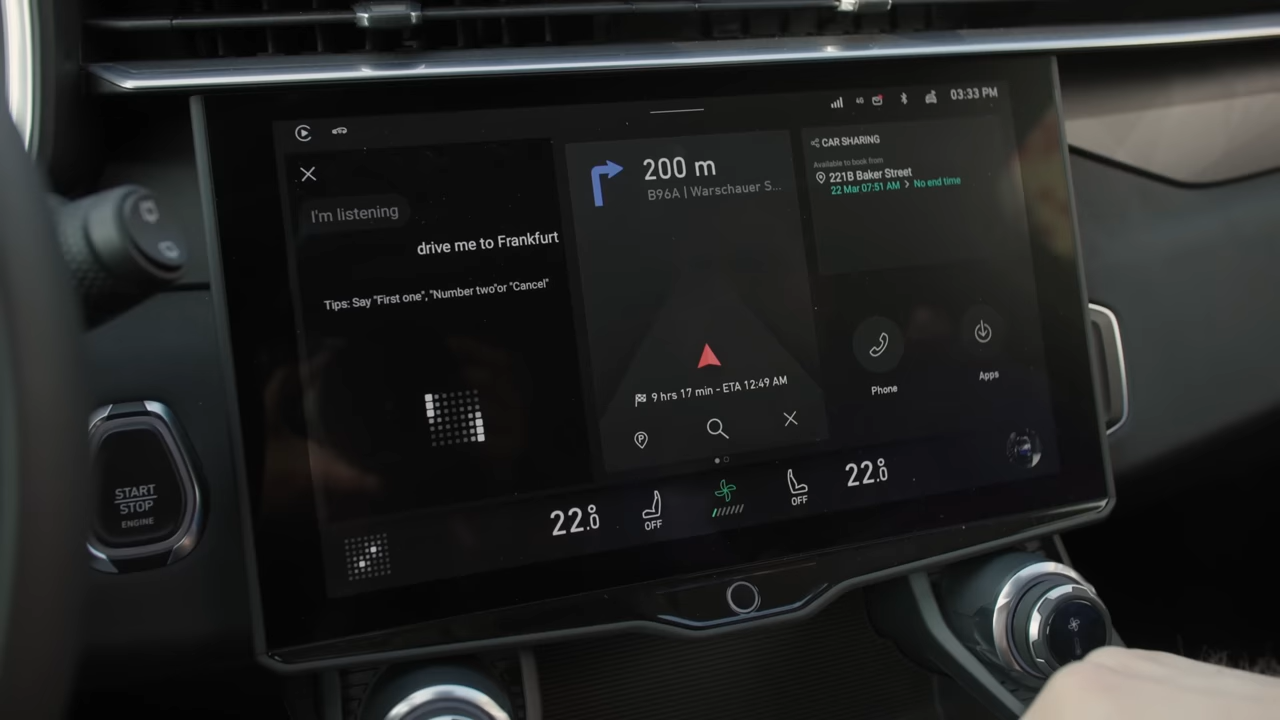 4G
03:33 PM
I'm listening
drive me to Frankfurt
Tips: Say "First one", "Number two"or "Cancel"
200 m
B96A | Warschauer S...
9 hrs 17 min - ETA 12:49 AM
CAR SHARING
Available to book from
221B Baker Street
22 Mar 07:51 AM > No end time
Phone
Apps
22.0
OFF
OFF
22.0
START
STOP
ENGINE